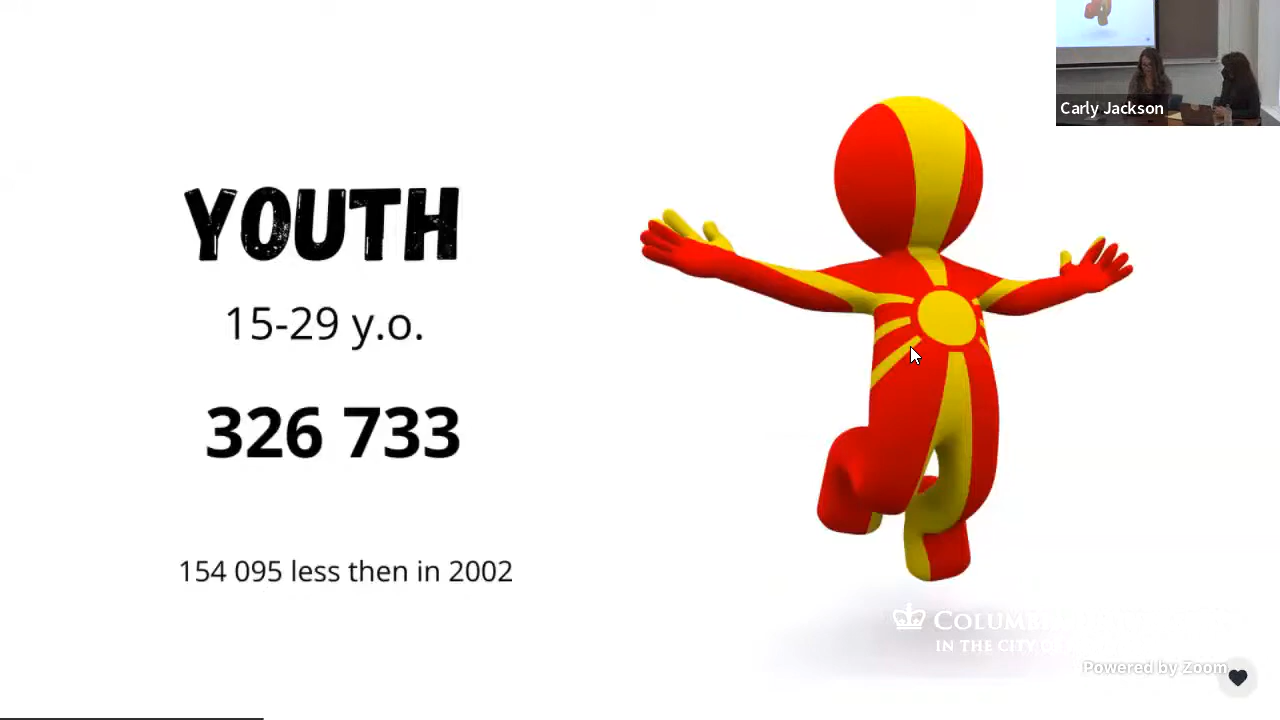 Carly Jackson
YOUTH
15-29 y.o.
326 733
154 095 less then in 2002
IN THE CITY OF
Powered by Zoom